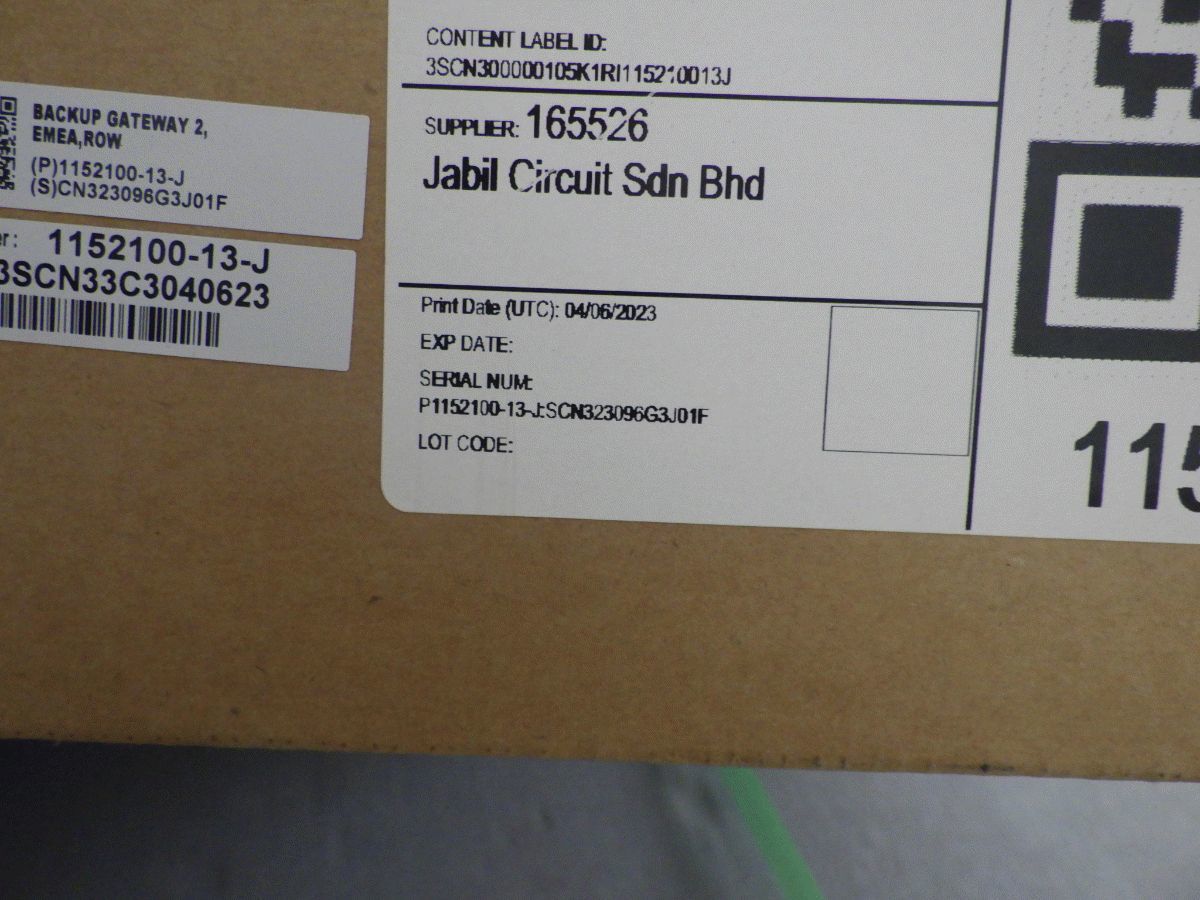 CONTENT LABEL ID:
3SCN300000105K1RI115210013J
SUPPLIER: 165526
Jabil Circuit Sdn Bhd
Print Date (UTC): 04/06/2023
EXP DATE:
SERIAL NUM:
P1152100-13-J:SCN323096G3J01F
LOT CODE:
BACKUP GATEWAY 2,
EMEA,ROW
(P)1152100-13-J
(S)CN323096G3J01F
er: 1152100-13-J
3SCN33C3040623
115